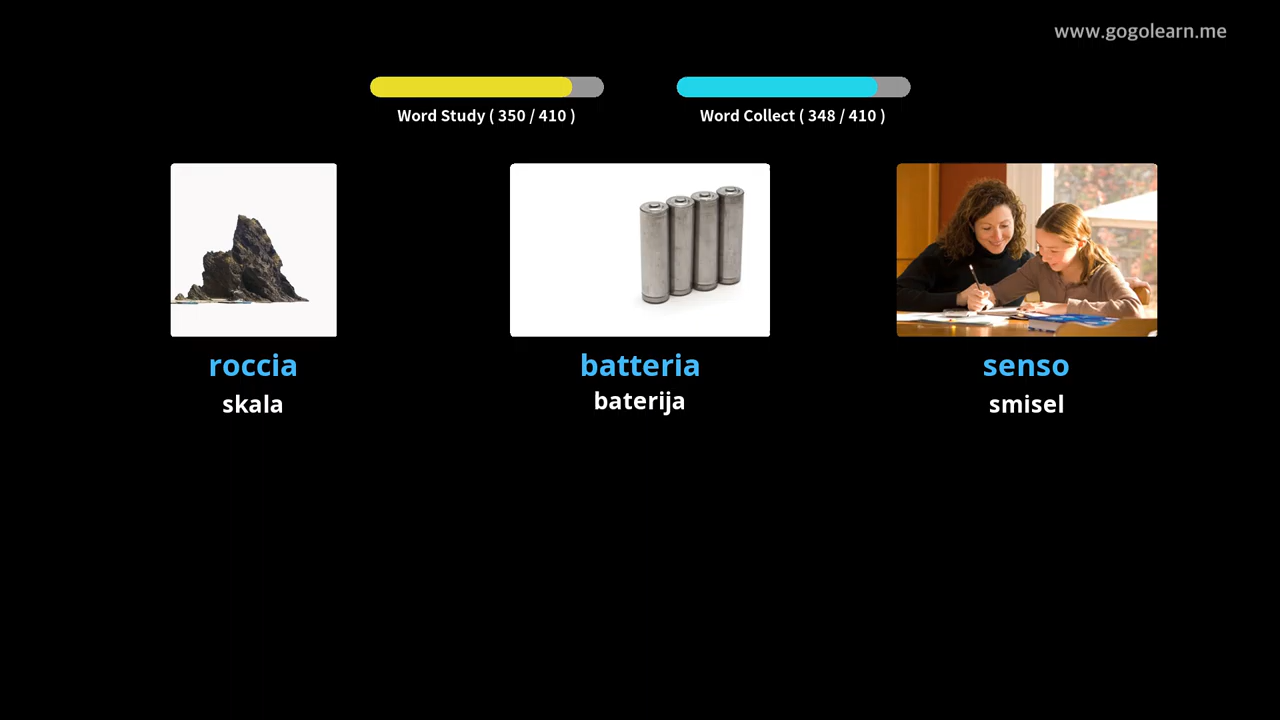 www.gogolearn.me
Word Study ( 350 / 410 )
Word Collect ( 348 / 410 )
roccia
skala
batteria
baterija
senso
smisel